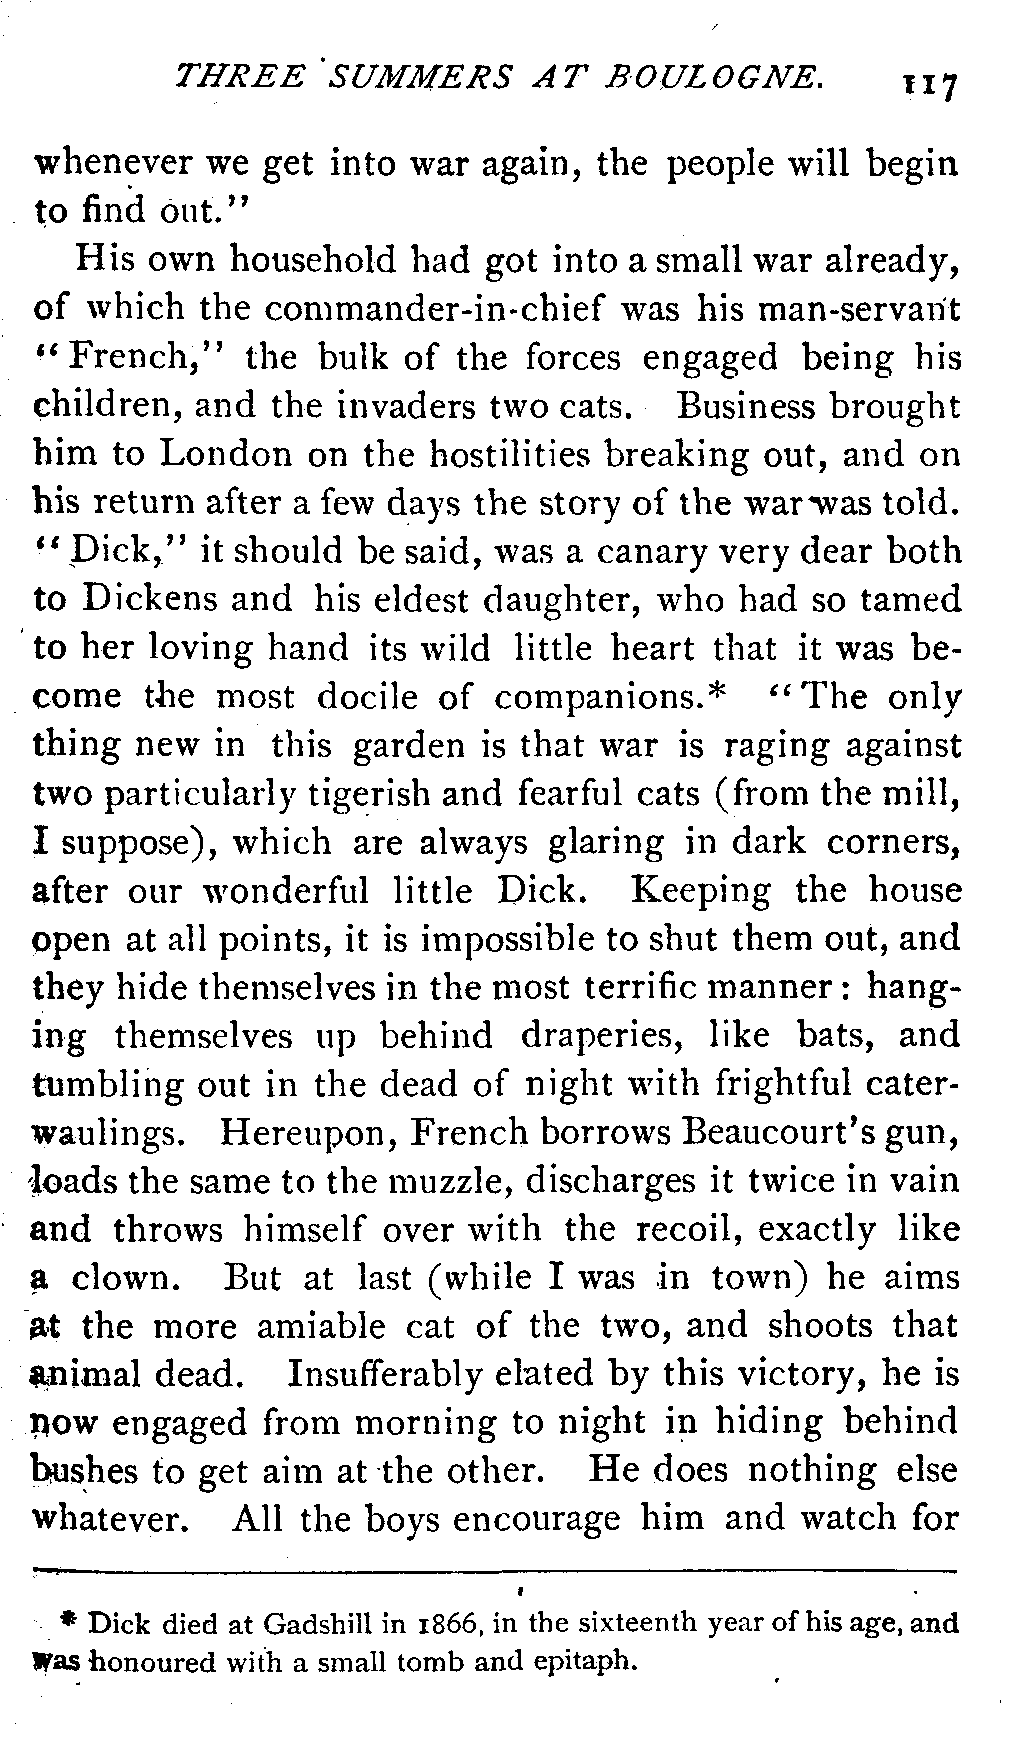 THREE SUMMERS AT BOULOGNE. 117
whenever we get into war again, the people will begin
to find out."
His own household had got into a small war already,
of which the commander-in-chief was his man-servant
"French," the bulk of the forces engaged being his
children, and the invaders two cats. Business brought
him to London on the hostilities breaking out, and on
his return after a few days the story of the war was told.
"Dick," it should be said, was a canary very dear both
to Dickens and his eldest daughter, who had so tamed
to her loving hand its wild little heart that it was be-
come the most docile of companions.* "The only
thing new in this garden is that war is raging against
two particularly tigerish and fearful cats (from the mill,
I suppose), which are always glaring in dark corners,
after our wonderful little Dick. Keeping the house
open at all points, it is impossible to shut them out, and
they hide themselves in the most terrific manner: hang-
ing themselves up behind draperies, like bats, and
tumbling out in the dead of night with frightful cater-
waulings. Hereupon, French borrows Beaucourt's gun,
loads the same to the muzzle, discharges it twice in vain
and throws himself over with the recoil, exactly like
a clown. But at last (while I was in town) he aims
at the more amiable cat of the two, and shoots that
animal dead. Insufferably elated by this victory, he is
now engaged from morning to night in hiding behind
bushes to get aim at the other. He does nothing else
whatever. All the boys encourage him and watch for
* Dick died at Gadshill in 1866, in the sixteenth year of his age, and
was honoured with a small tomb and epitaph.